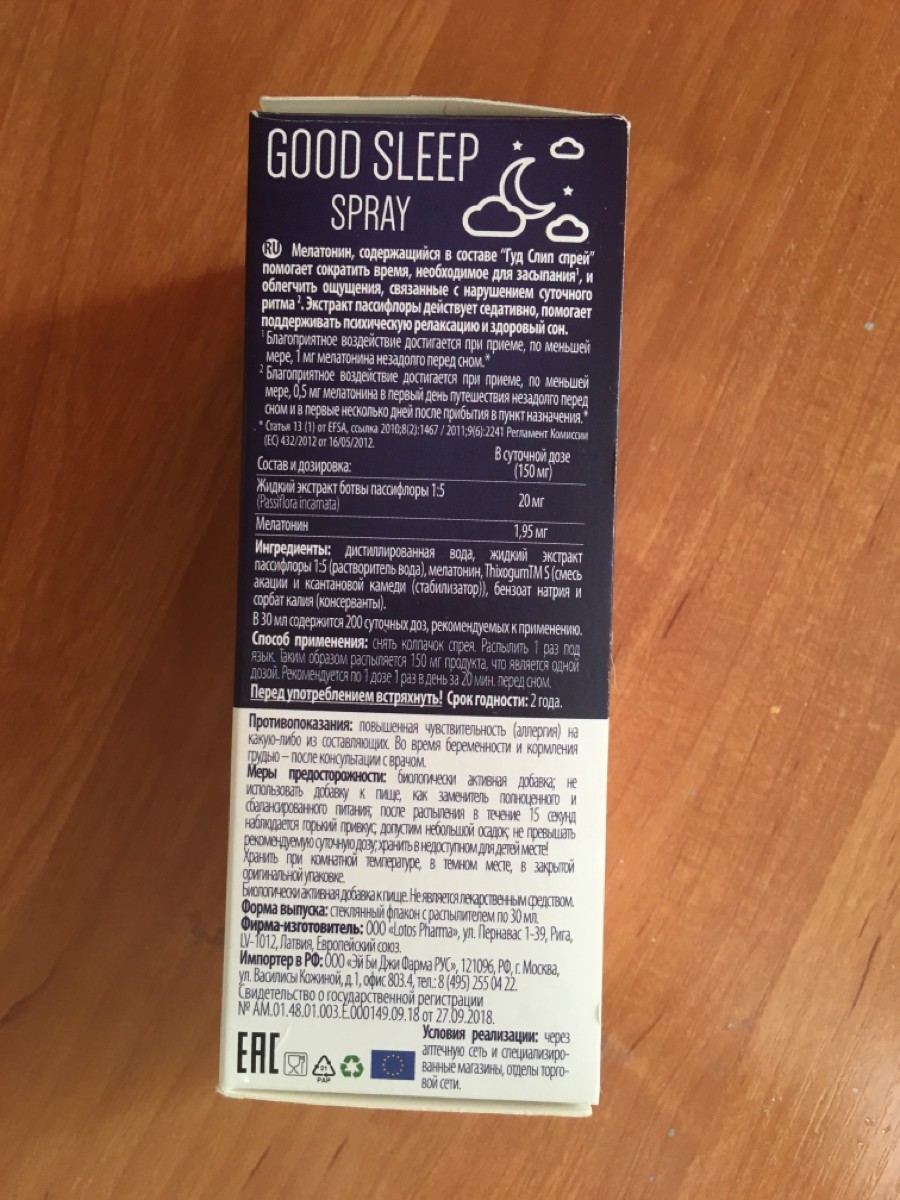 GOOD SLEEP
SPRAY
RU Мелатонин, содержащийся в составе "Гуд Слип спрей"
помогает сократить время, необходимое для засыпания¹, и
облегчить ощущения, связанные с нарушением суточного
ритма ². Экстракт пассифлоры действует седативно, помогает
поддерживать психическую релаксацию и здоровый сон.
¹ Благоприятное воздействие достигается при приеме, по меньшей
мере, 1 мг мелатонина незадолго перед сном.*
² Благоприятное воздействие достигается при приеме, по меньшей
мере, 0,5 мг мелатонина в первый день путешествия незадолго перед
сном и в первые несколько дней после прибытия в пункт назначения.*
* Статья 13 (1) от EFSA, ссылка 2010;8(2):1467 / 2011;9(6):2241 Регламент Комиссии
(ЕС) 432/2012 от 16/05/2012.
В суточной дозе
Состав и дозировка: (150 мг)
Жидкий экстракт ботвы пассифлоры 1:5
(Passiflora incarnata) 20 мг
Мелатонин 1,95 мг
Ингредиенты: дистиллированная вода, жидкий экстракт
пассифлоры 1:5 (растворитель вода), мелатонин, ThixogumTM S (смесь
акации и ксантановой камеди (стабилизатор)), бензоат натрия и
сорбат калия (консерванты).
В 30 мл содержится 200 суточных доз, рекомендуемых к применению.
Способ применения: снять колпачок спрея. Распылить 1 раз под
язык. Таким образом распыляется 150 мг продукта, что является одной
дозой. Рекомендуется по 1 дозе 1 раз в день за 20 мин. перед сном.
Перед употреблением встряхнуть! Срок годности: 2 года.
Противопоказания: повышенная чувствительность (аллергия) на
какую-либо из составляющих. Во время беременности и кормления
грудью – после консультации с врачом.
Меры предосторожности: биологически активная добавка; не
использовать добавку к пище, как заменитель полноценного и
сбалансированного питания; после распыления в течение 15 секунд
наблюдается горький привкус; допустим небольшой осадок; не превышать
рекомендуемую суточную дозу; хранить в недоступном для детей месте!
Хранить при комнатной температуре, в темном месте, в закрытой
оригинальной упаковке.
Биологически активная добавка к пище. Не является лекарственным средством.
Форма выпуска: стеклянный флакон с распылителем по 30 мл.
Фирма-изготовитель: ООО «Lotos Pharma», ул. Пернавас 1-39, Рига,
LV-1012, Латвия, Европейский союз.
Импортер в РФ: ООО «Эй Би Джи Фарма РУС», 121096, РФ, г. Москва,
ул. Василисы Кожиной, д.1, офис 803.4, тел.: 8 (495) 255 04 22.
Свидетельство о государственной регистрации
№ AM.01.48.01.003.E.000149.09.18 от 27.09.2018.
Условия реализации: через
аптечную сеть и специализиро-
ванные магазины, отделы торго-
вой сети.
EAC
21
PAP